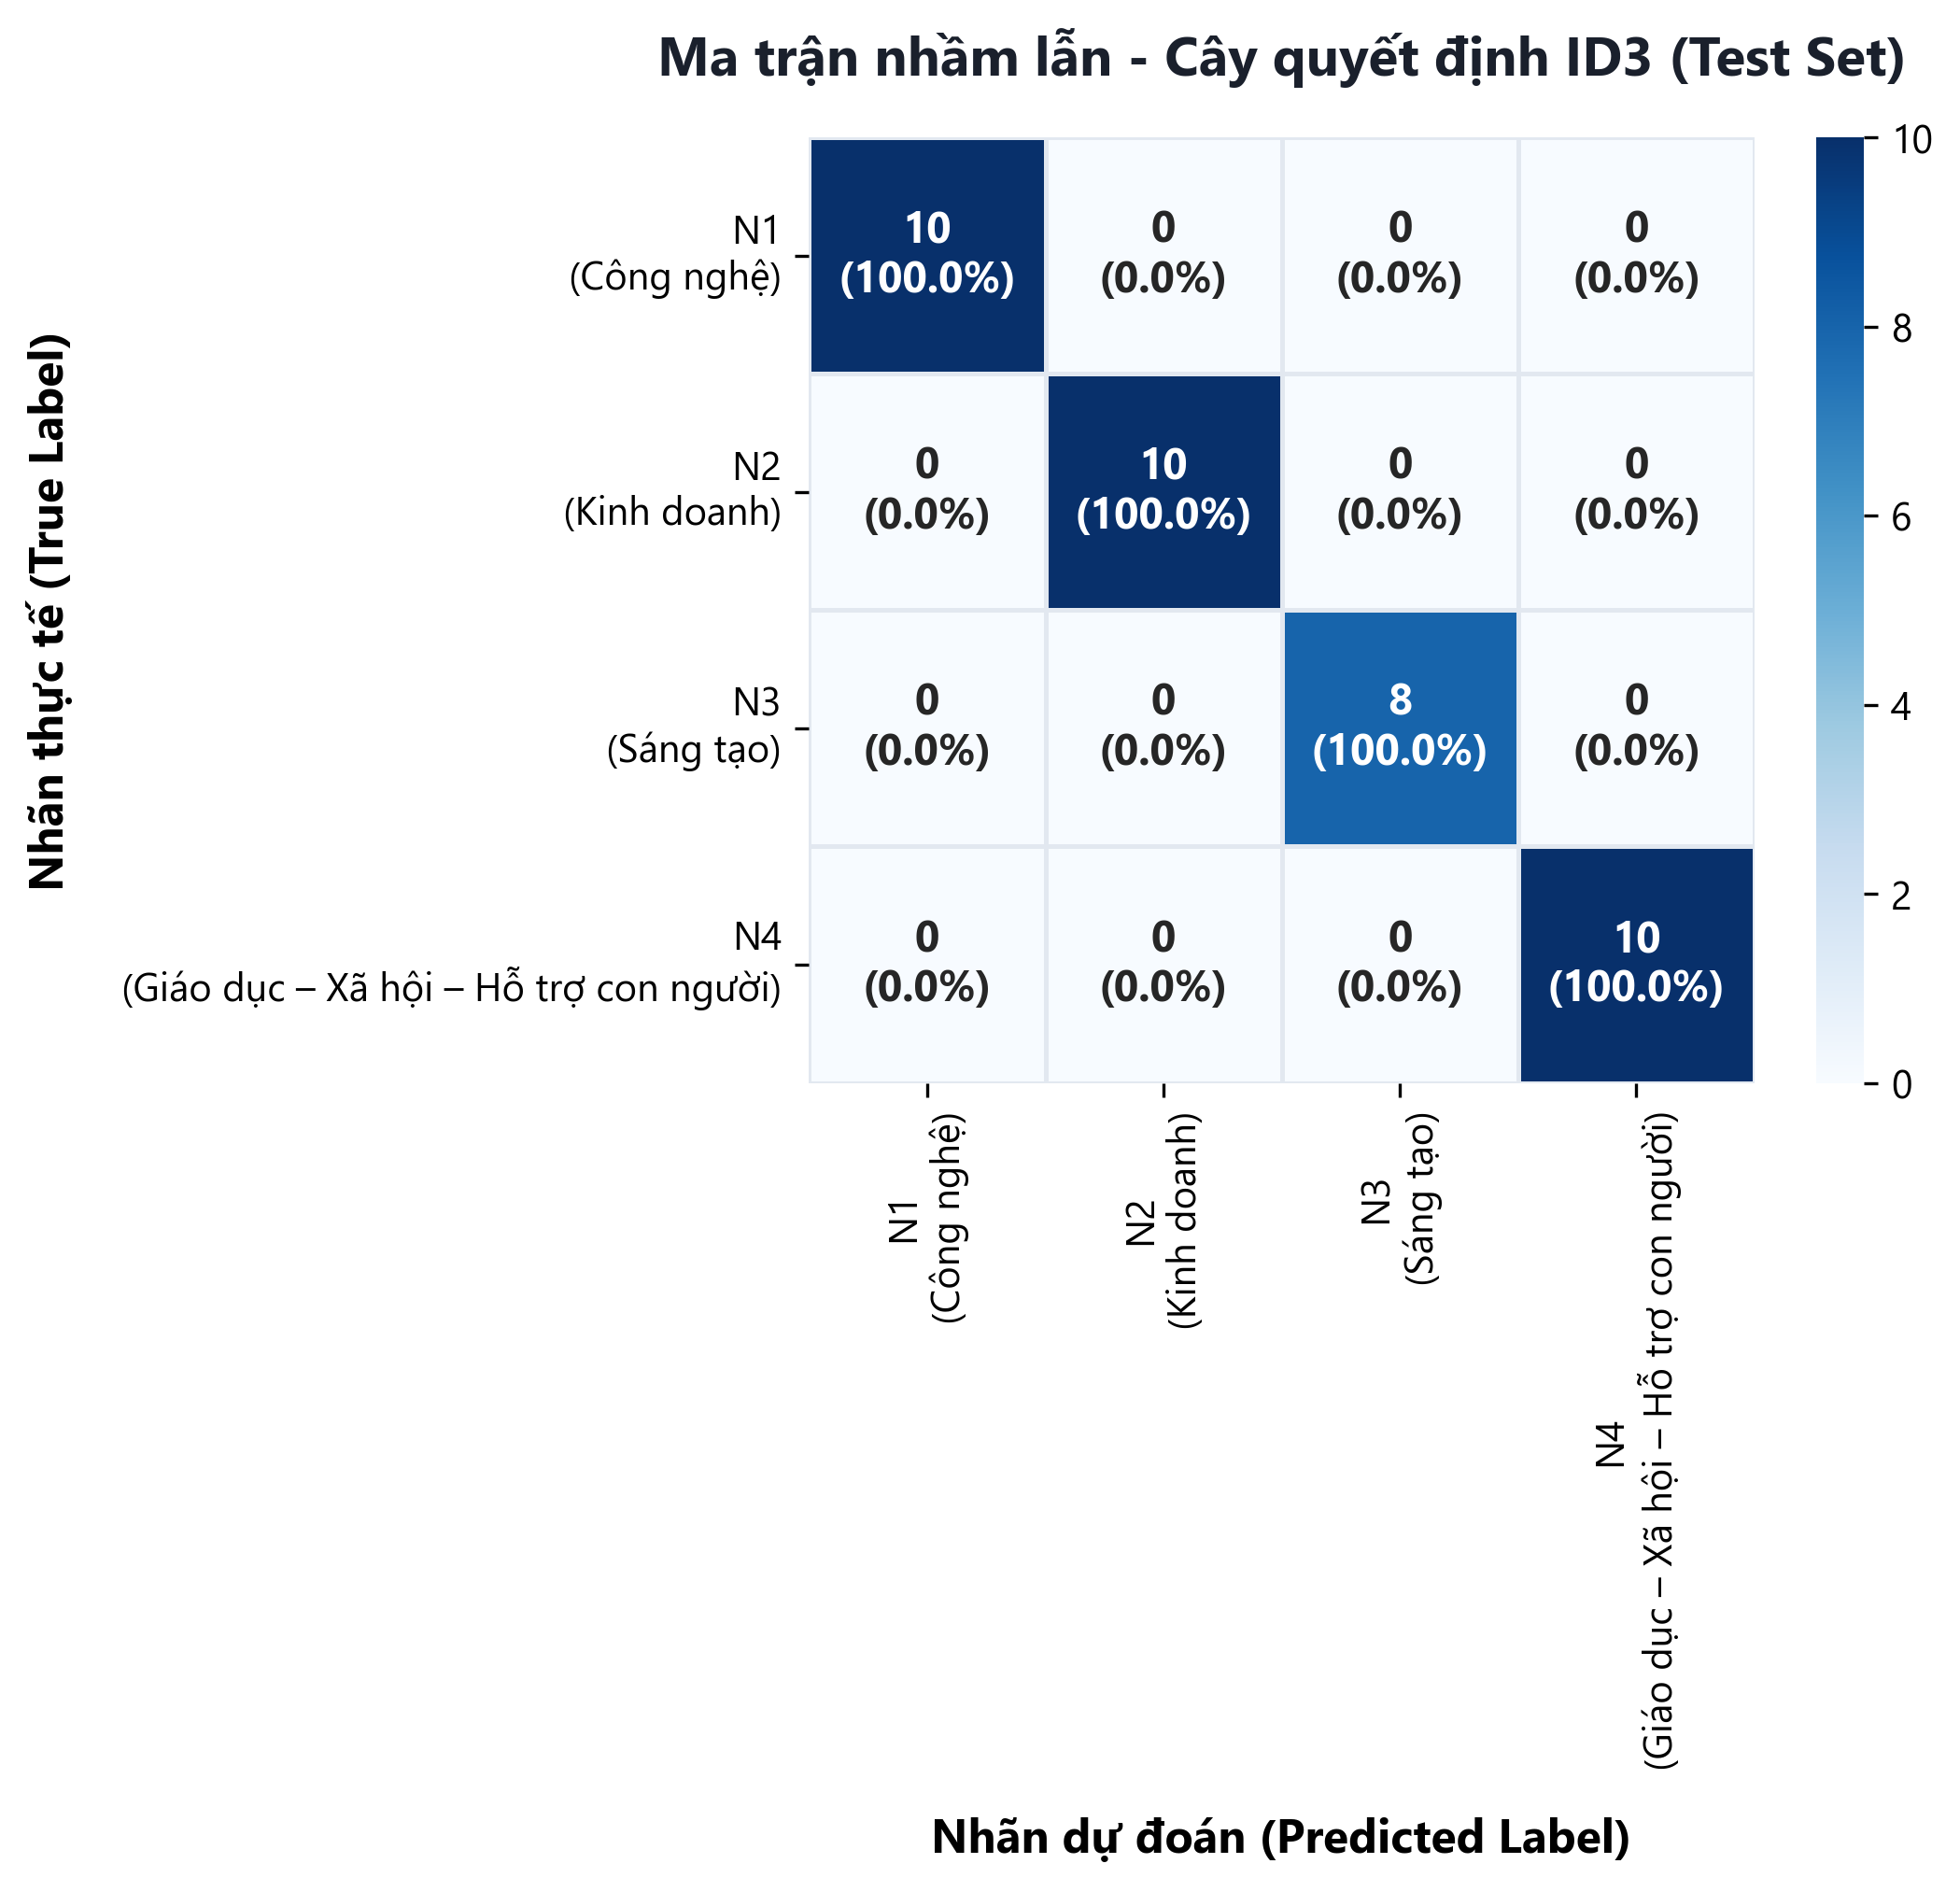 Ma trận nhầm lẫn - Cây quyết định ID3 (Test Set)
Nhãn thực tế (True Label)
N1
(Công nghệ)
10
(100.0%)
0
(0.0%)
0
(0.0%)
0
(0.0%)
N2
(Kinh doanh)
0
(0.0%)
10
(100.0%)
0
(0.0%)
0
(0.0%)
N3
(Sáng tạo)
0
(0.0%)
0
(0.0%)
8
(100.0%)
0
(0.0%)
N4
(Giáo dục – Xã hội – Hỗ trợ con người)
0
(0.0%)
0
(0.0%)
0
(0.0%)
10
(100.0%)
10
8
6
4
2
0
N1
(Công nghệ)
N2
(Kinh doanh)
N3
(Sáng tạo)
N4
(Giáo dục – Xã hội – Hỗ trợ con người)
Nhãn dự đoán (Predicted Label)